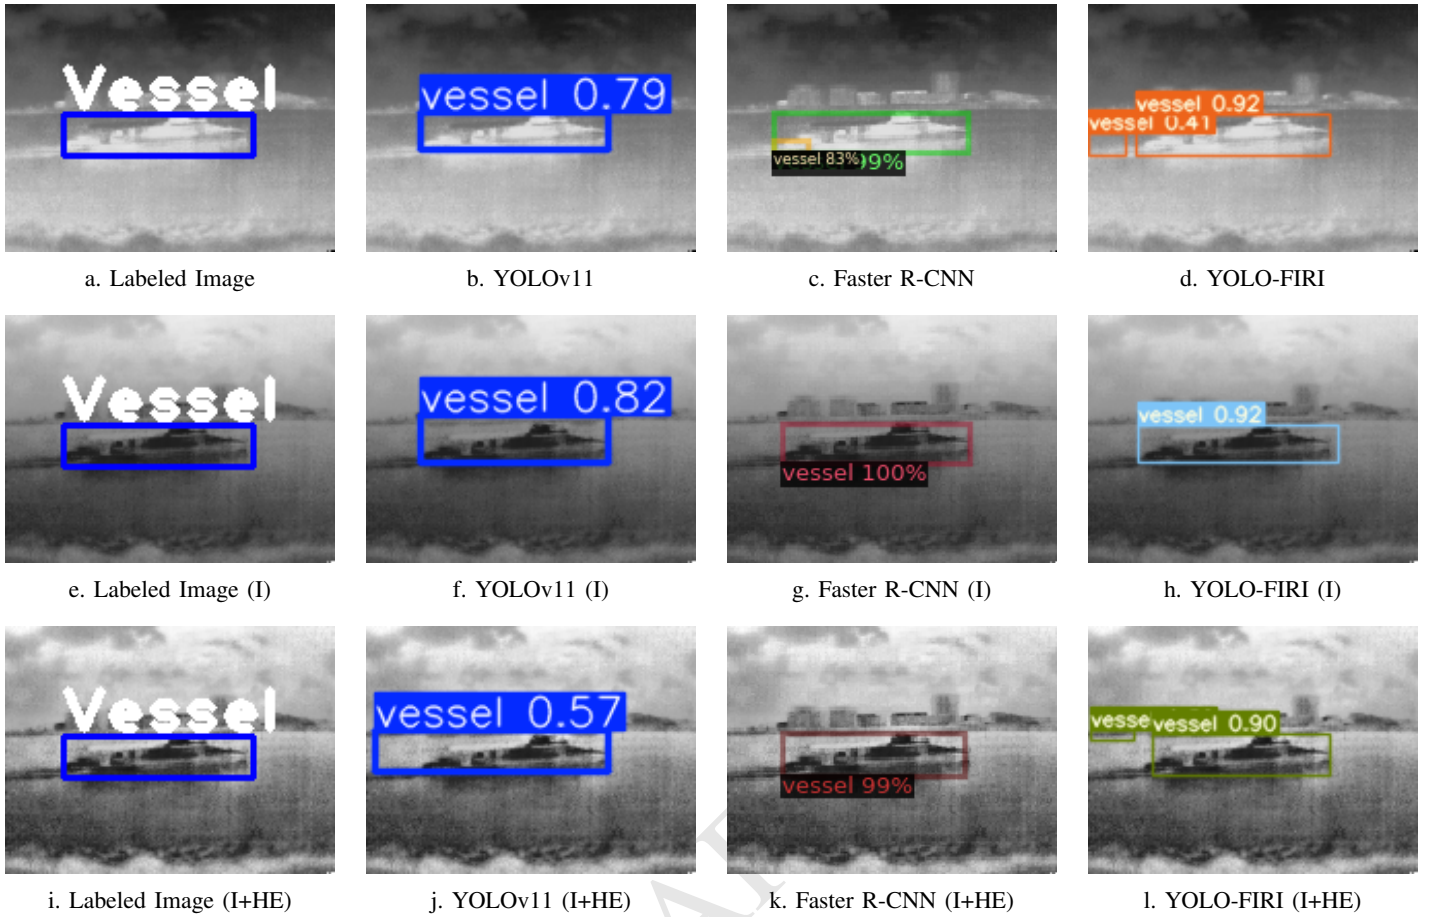 Vessel
vessel 0.79
vessel 83%
99%
vessel 0.92
vessel 0.41
a. Labeled Image
b. YOLOv11
c. Faster R-CNN
d. YOLO-FIRI
Vessel
vessel 0.82
vessel 100%
vessel 0.92
e. Labeled Image (I)
f. YOLOv11 (I)
g. Faster R-CNN (I)
h. YOLO-FIRI (I)
Vessel
vessel 0.57
vessel 99%
vesse
vessel 0.90
i. Labeled Image (I+HE)
j. YOLOv11 (I+HE)
k. Faster R-CNN (I+HE)
l. YOLO-FIRI (I+HE)